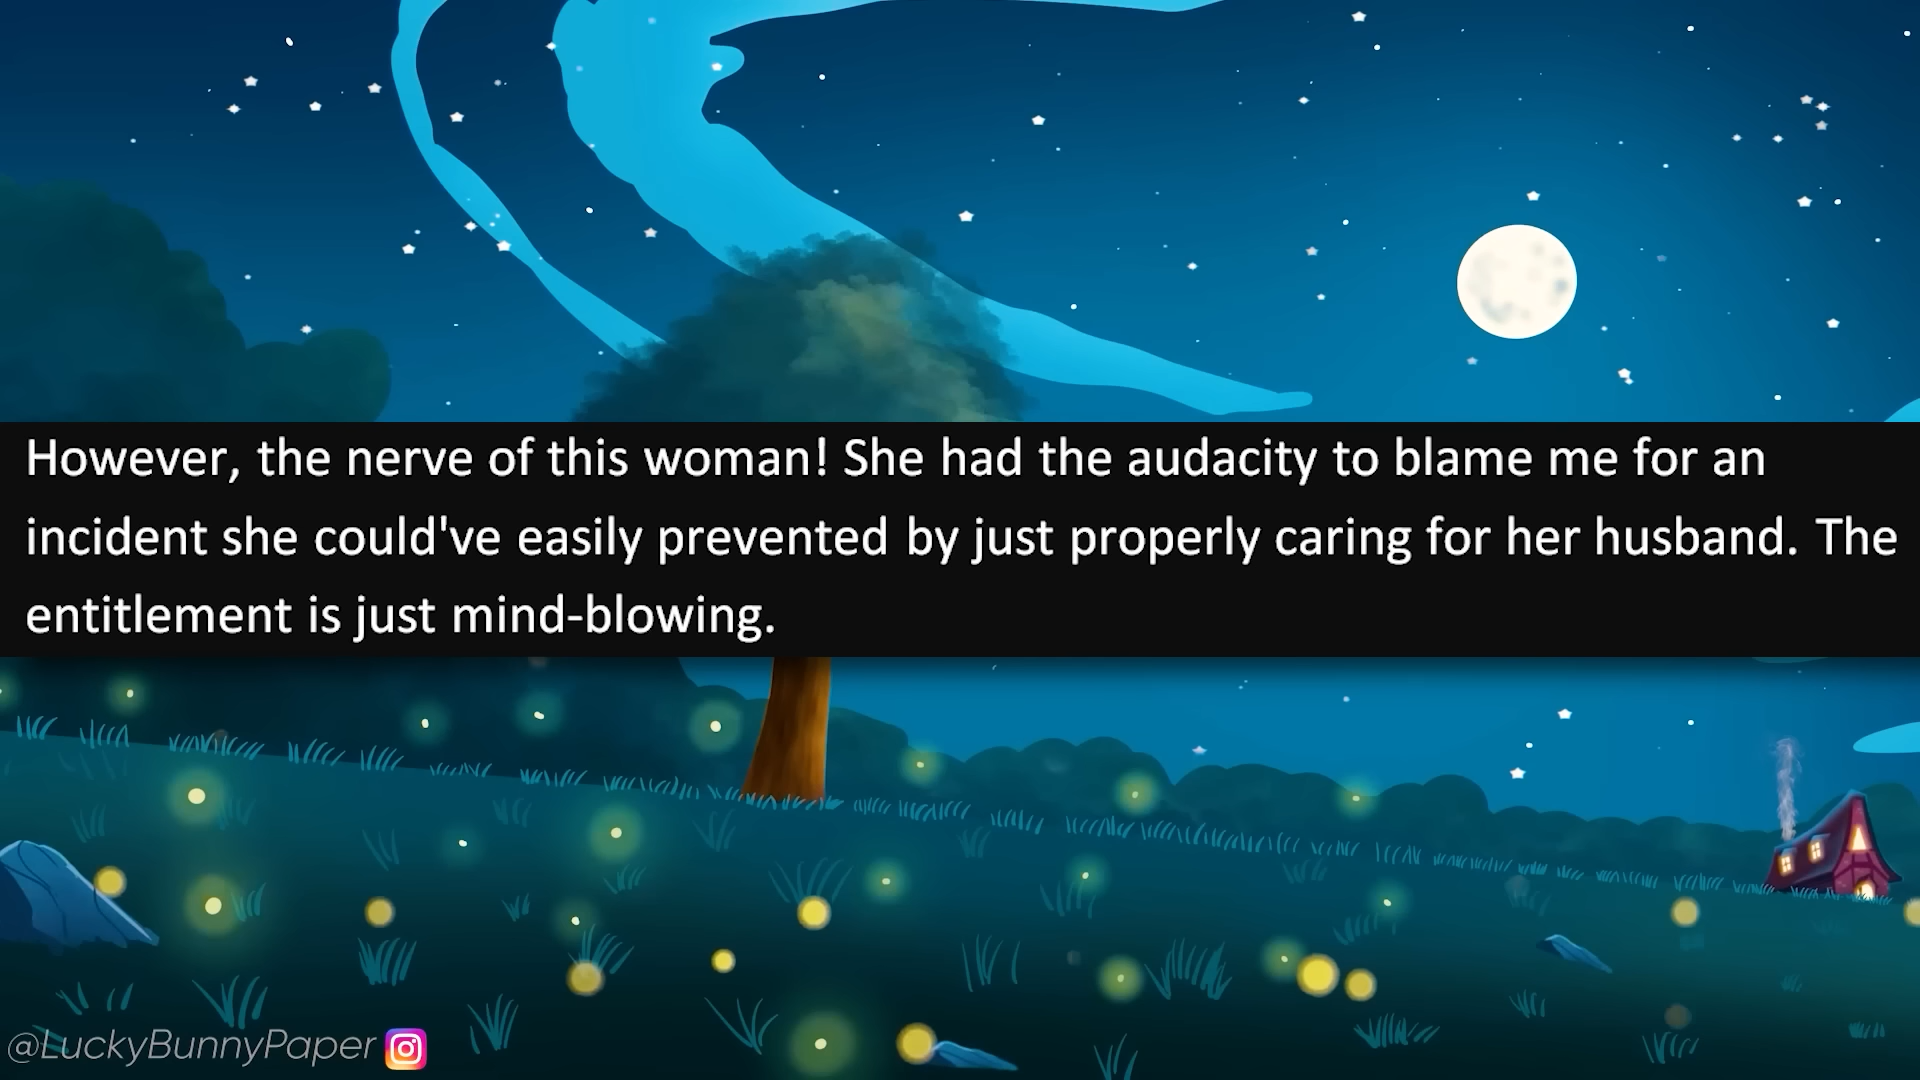 However, the nerve of this woman! She had the audacity to blame me for an
incident she could've easily prevented by just properly caring for her husband. The
entitlement is just mind-blowing.
@LuckyBunnyPaper